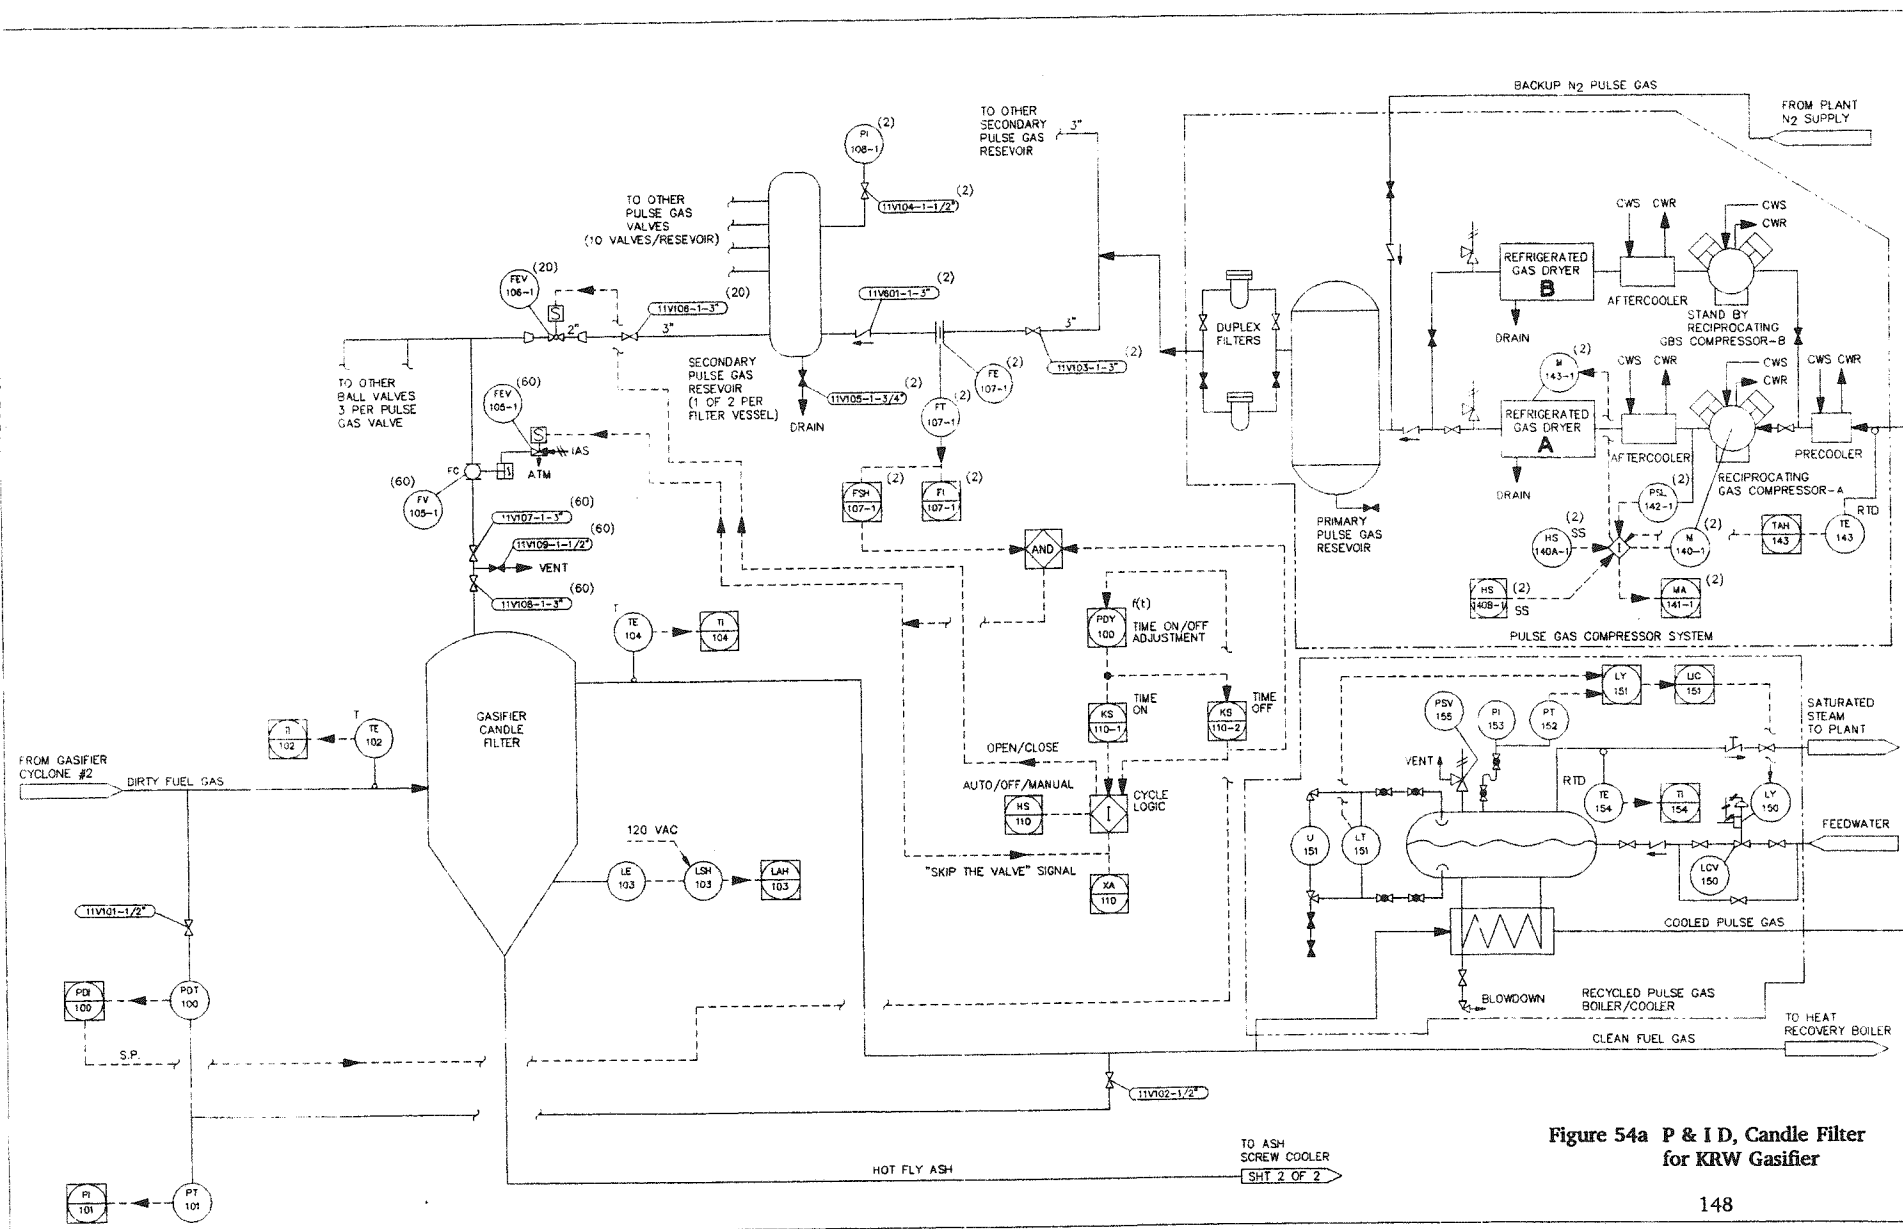 BACKUP N2 PULSE GAS
FROM PLANT
N2 SUPPLY
TO OTHER
SECONDARY
PULSE GAS
RESEVOIR
3"
PI
108-1
(2)
11V104-1-1/2"
(2)
TO OTHER
PULSE GAS
VALVES
(10 VALVES/RESEVOIR)
FEV
106-1
(20)
S
2"
11V106-1-3"
(20)
3"
11V601-1-3"
(2)
3"
11V103-1-3"
(2)
FE
107-1
(2)
FT
107-1
(2)
SECONDARY
PULSE GAS
RESEVOIR
(1 OF 2 PER
FILTER VESSEL)
11V105-1-3/4"
(2)
DRAIN
TO OTHER
BALL VALVES
3 PER PULSE
GAS VALVE
FEV
105-1
(60)
S
IAS
ATM
FC
FV
105-1
(60)
11V107-1-3"
(60)
11V109-1-1/2"
(60)
VENT
11V108-1-3"
(60)
FSH
107-1
(2)
FI
107-1
(2)
AND
DUPLEX
FILTERS
PRIMARY
PULSE GAS
RESEVOIR
REFRIGERATED
GAS DRYER
B
DRAIN
CWS
CWR
AFTERCOOLER
CWS
CWR
STAND BY
RECIPROCATING
GBS COMPRESSOR-B
M
143-1
(2)
REFRIGERATED
GAS DRYER
A
DRAIN
CWS
CWR
AFTERCOOLER
CWS
CWR
CWS CWR
PRECOOLER
RECIPROCATING
GAS COMPRESSOR-A
PSL
142-1
(2)
HS
140A-1
(2)
SS
I
M
140-1
(2)
TAH
143
TE
143
RTD
HS
140B-1
(2)
SS
MA
141-1
(2)
PULSE GAS COMPRESSOR SYSTEM
T
TE
104
TI
104
PDY
100
f(t)
TIME ON/OFF
ADJUSTMENT
KS
110-1
TIME
ON
KS
110-2
TIME
OFF
OPEN/CLOSE
AUTO/OFF/MANUAL
HS
110
I
CYCLE
LOGIC
"SKIP THE VALVE" SIGNAL
XA
110
GASIFIER
CANDLE
FILTER
TI
102
T
TE
102
FROM GASIFIER
CYCLONE #2
DIRTY FUEL GAS
120 VAC
LE
103
LSH
103
LAH
103
11V101-1/2"
PDI
100
PDT
100
S.P.
PI
101
PT
101
LY
151
LIC
151
PSV
155
PI
153
PT
152
VENT
RTD
TE
154
TI
154
LY
150
SATURATED
STEAM
TO PLANT
FEEDWATER
LCV
150
LI
151
LT
151
COOLED PULSE GAS
BLOWDOWN
RECYCLED PULSE GAS
BOILER/COOLER
TO HEAT
RECOVERY BOILER
CLEAN FUEL GAS
11V102-1/2"
HOT FLY ASH
TO ASH
SCREW COOLER
SHT 2 OF 2
Figure 54a P & I D, Candle Filter
for KRW Gasifier
148